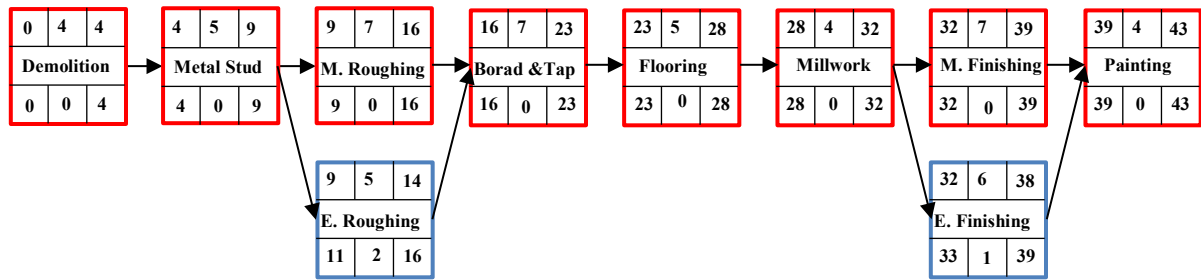 0 4 4
Demolition
0 0 4
4 5 9
Metal Stud
4 0 9
9 7 16
M. Roughing
9 0 16
16 7 23
Borad &Tap
16 0 23
23 5 28
Flooring
23 0 28
28 4 32
Millwork
28 0 32
32 7 39
M. Finishing
32 0 39
39 4 43
Painting
39 0 43
9 5 14
E. Roughing
11 2 16
32 6 38
E. Finishing
33 1 39